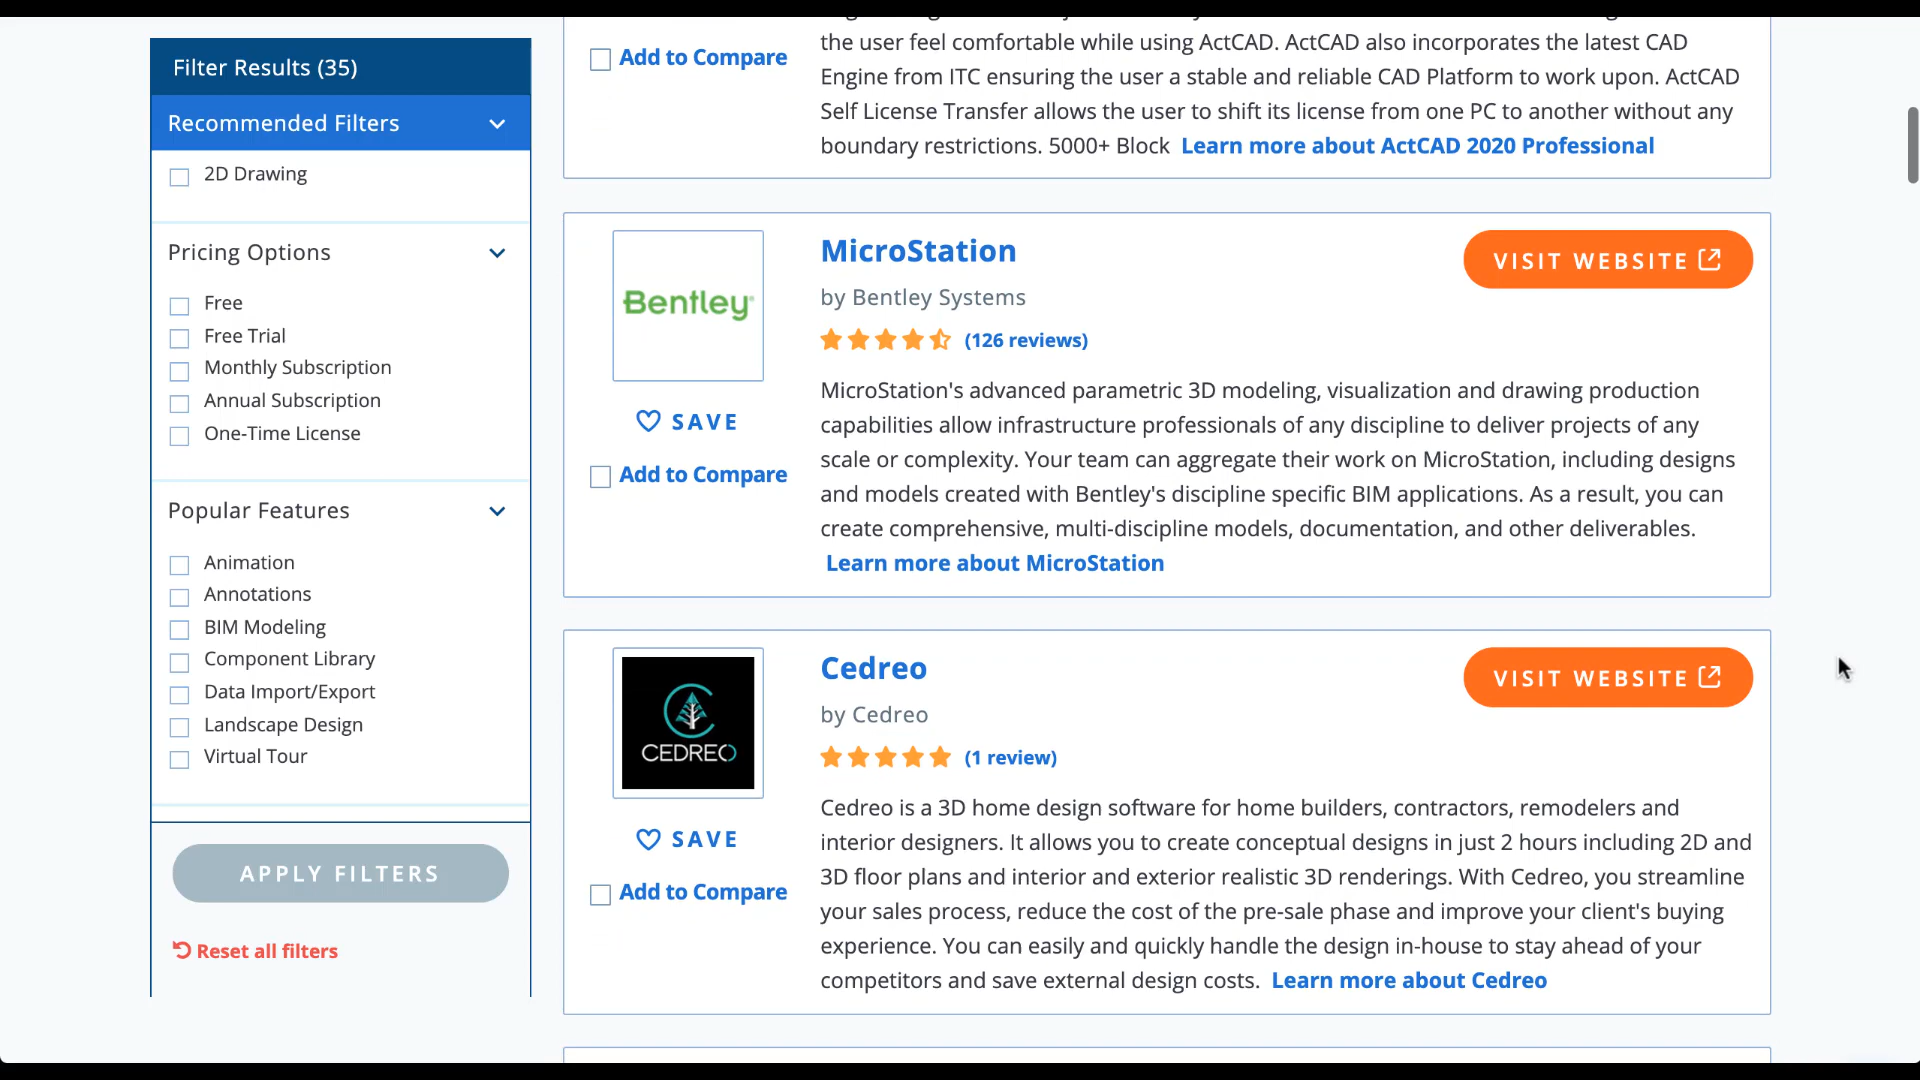 Filter Results (35)
Recommended Filters
2D Drawing
Pricing Options
Free
Free Trial
Monthly Subscription
Annual Subscription
One-Time License
Popular Features
Animation
Annotations
BIM Modeling
Component Library
Data Import/Export
Landscape Design
Virtual Tour
APPLY FILTERS
Reset all filters
Add to Compare
the user feel comfortable while using ActCAD. ActCAD also incorporates the latest CAD
Engine from ITC ensuring the user a stable and reliable CAD Platform to work upon. ActCAD
Self License Transfer allows the user to shift its license from one PC to another without any
boundary restrictions. 5000+ Block Learn more about ActCAD 2020 Professional
Bentley
SAVE
Add to Compare
MicroStation
by Bentley Systems
(126 reviews)
VISIT WEBSITE
MicroStation's advanced parametric 3D modeling, visualization and drawing production
capabilities allow infrastructure professionals of any discipline to deliver projects of any
scale or complexity. Your team can aggregate their work on MicroStation, including designs
and models created with Bentley's discipline specific BIM applications. As a result, you can
create comprehensive, multi-discipline models, documentation, and other deliverables.
Learn more about MicroStation
CEDREO
SAVE
Add to Compare
Cedreo
by Cedreo
(1 review)
VISIT WEBSITE
Cedreo is a 3D home design software for home builders, contractors, remodelers and
interior designers. It allows you to create conceptual designs in just 2 hours including 2D and
3D floor plans and interior and exterior realistic 3D renderings. With Cedreo, you streamline
your sales process, reduce the cost of the pre-sale phase and improve your client's buying
experience. You can easily and quickly handle the design in-house to stay ahead of your
competitors and save external design costs. Learn more about Cedreo